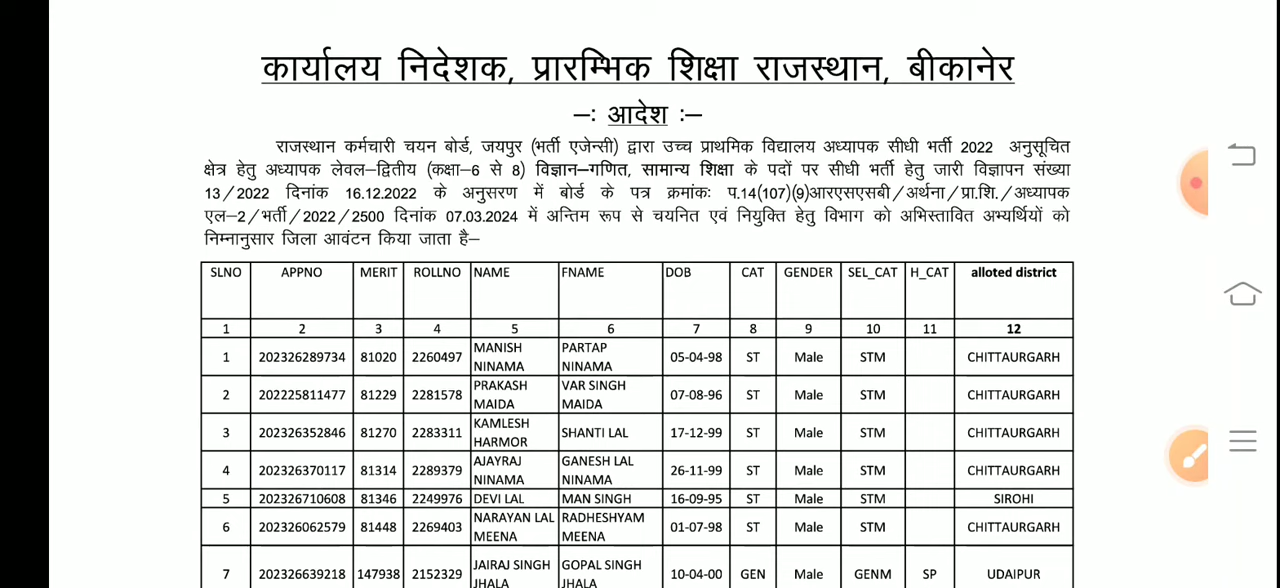 कार्यालय निदेशक, प्रारम्भिक शिक्षा राजस्थान, बीकानेर
–: आदेश :–
राजस्थान कर्मचारी चयन बोर्ड, जयपुर (भर्ती एजेन्सी) द्वारा उच्च प्राथमिक विद्यालय अध्यापक सीधी भर्ती 2022 अनुसूचित
क्षेत्र हेतु अध्यापक लेवल–द्वितीय (कक्षा–6 से 8) विज्ञान–गणित, सामान्य शिक्षा के पदों पर सीधी भर्ती हेतु जारी विज्ञापन संख्या
13/2022 दिनांक 16.12.2022 के अनुसरण में बोर्ड के पत्र क्रमांकः प.14(107)(9)आरएसएसबी/अर्थना/प्रा.शि./अध्यापक
एल–2/भर्ती/2022/2500 दिनांक 07.03.2024 में अन्तिम रूप से चयनित एवं नियुक्ति हेतु विभाग को अभिस्तावित अभ्यर्थियों को
निम्नानुसार जिला आवंटन किया जाता है–
SLNO APPNO MERIT ROLLNO NAME FNAME DOB CAT GENDER SEL_CAT H_CAT alloted district
1 2 3 4 5 6 7 8 9 10 11 12
1 202326289734 81020 2260497 MANISH NINAMA PARTAP NINAMA 05-04-98 ST Male STM CHITTAURGARH
2 202225811477 81229 2281578 PRAKASH MAIDA VAR SINGH MAIDA 07-08-96 ST Male STM CHITTAURGARH
3 202326352846 81270 2283311 KAMLESH HARMOR SHANTI LAL 17-12-99 ST Male STM CHITTAURGARH
4 202326370117 81314 2289379 AJAYRAJ NINAMA GANESH LAL NINAMA 26-11-99 ST Male STM CHITTAURGARH
5 202326710608 81346 2249976 DEVI LAL MAN SINGH 16-09-95 ST Male STM SIROHI
6 202326062579 81448 2269403 NARAYAN LAL MEENA RADHESHYAM MEENA 01-07-98 ST Male STM CHITTAURGARH
7 202326639218 147938 2152329 JAIRAJ SINGH JHALA GOPAL SINGH JHALA 10-04-00 GEN Male GENM SP UDAIPUR